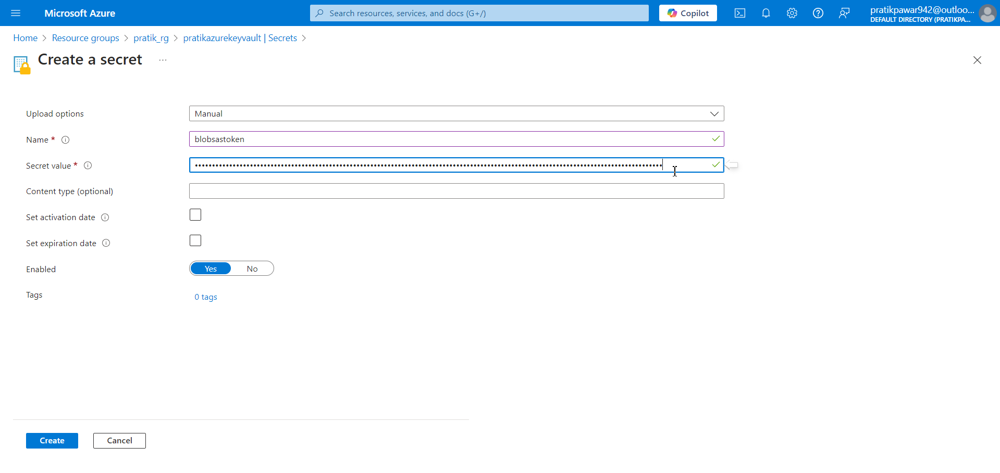 Microsoft Azure
Search resources, services, and docs (G+/)
Copilot
pratikpawar942@outloo...
DEFAULT DIRECTORY (PRATIKPA...
Home > Resource groups > pratik_rg > pratikazurekeyvault | Secrets >
Create a secret ...
Upload options
Manual
Name *
blobsastoken
Secret value *
Content type (optional)
Set activation date
Set expiration date
Enabled
Yes No
Tags
0 tags
Create
Cancel